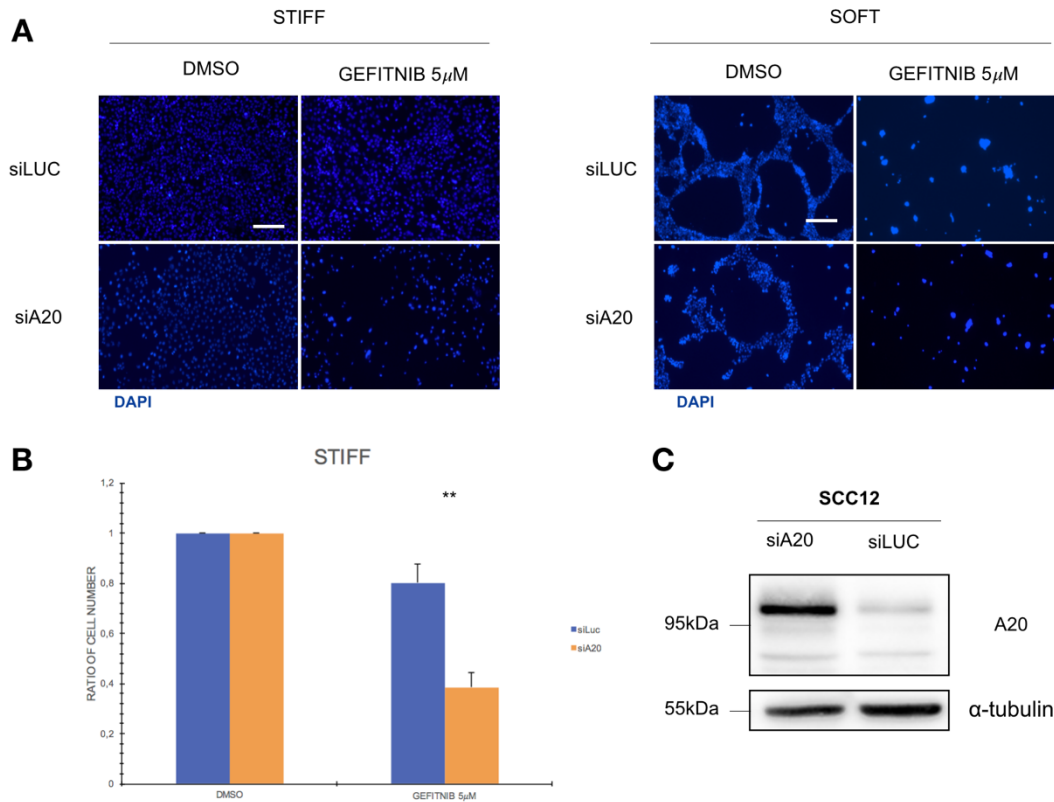 A
STIFF
SOFT
DMSO
GEFITNIB 5μM
DMSO
GEFITNIB 5μM
siLUC
siLUC
siA20
siA20
DAPI
DAPI
B
STIFF
RATIO OF CELL NUMBER
1,2
1
0,8
0,6
0,4
0,2
0
**
siLuc
siA20
DMSO
GEFITNIB 5μM
C
SCC12
siA20
siLUC
95kDa
A20
55kDa
α-tubulin